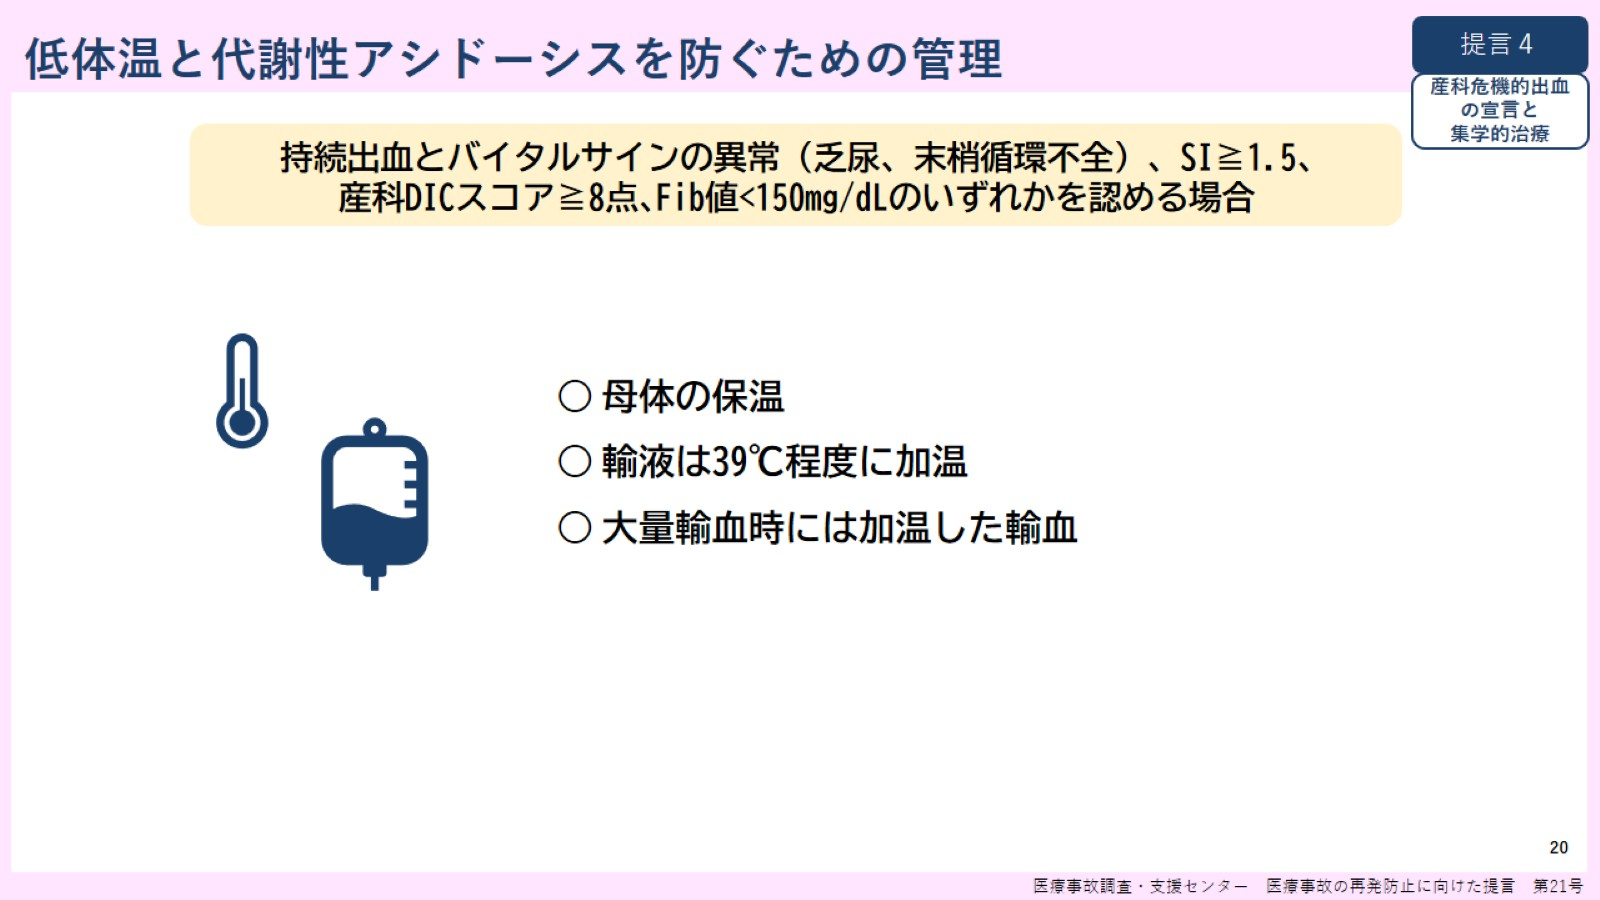 低体温と代謝性アシドーシスを防ぐための管理
提言４
産科危機的出血
の宣言と
集学的治療
持続出血とバイタルサインの異常（乏尿、末梢循環不全）、SI≧1.5、
産科DICスコア≧8点、Fib値<150mg/dLのいずれかを認める場合
○ 母体の保温
○ 輸液は39℃程度に加温
○ 大量輸血時には加温した輸血
20
医療事故調査・支援センター　医療事故の再発防止に向けた提言　第21号